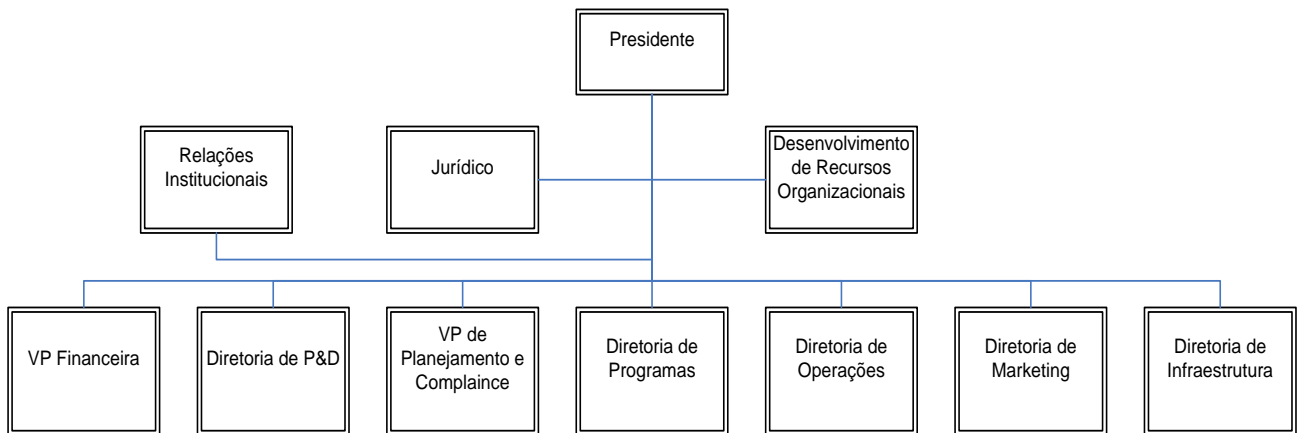 Presidente
Relações
Institucionais
Jurídico
Desenvolvimento
de Recursos
Organizacionais
VP Financeira
Diretoria de P&D
VP de
Planejamento e
Complaince
Diretoria de
Programas
Diretoria de
Operações
Diretoria de
Marketing
Diretoria de
Infraestrutura